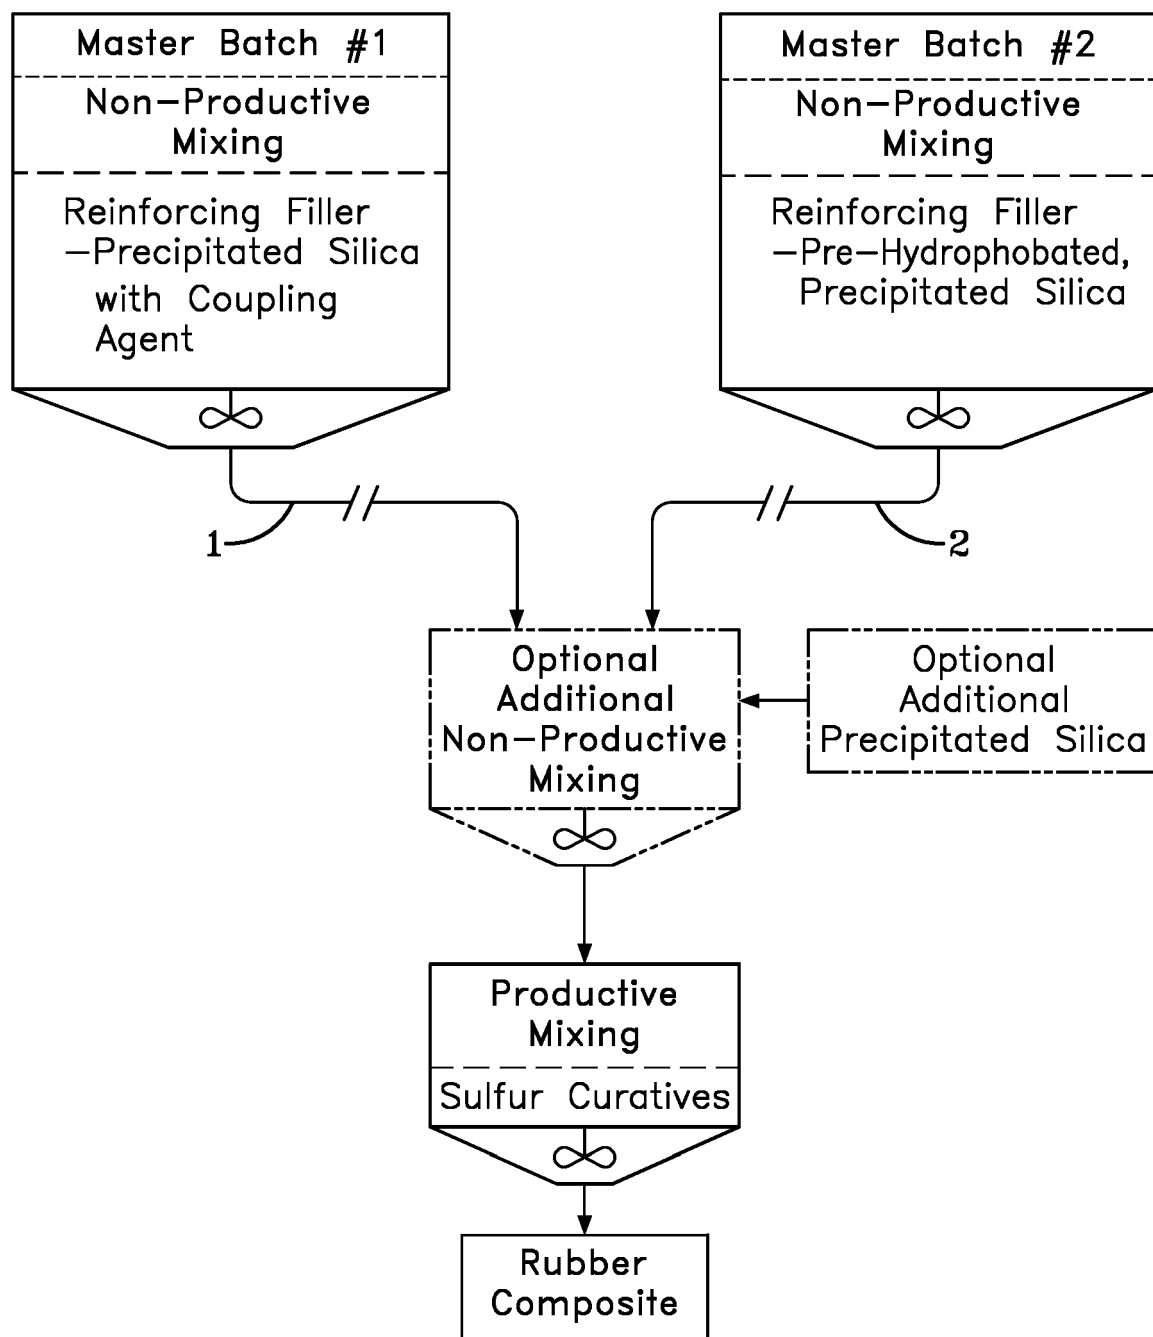 Master Batch #1
Non-Productive
Mixing
Reinforcing Filler
-Precipitated Silica
with Coupling
Agent
Master Batch #2
Non-Productive
Mixing
Reinforcing Filler
-Pre-Hydrophobated,
Precipitated Silica
1
2
Optional
Additional
Non-Productive
Mixing
Optional
Additional
Precipitated Silica
Productive
Mixing
Sulfur Curatives
Rubber
Composite